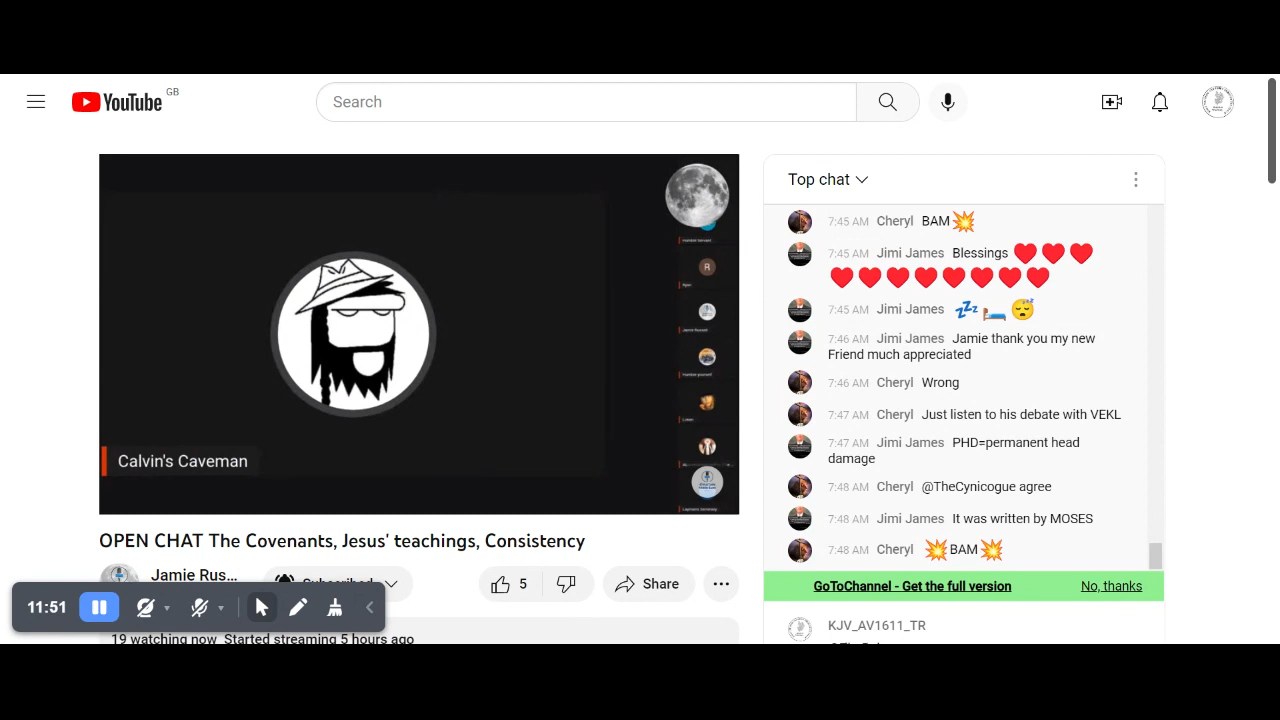 YouTube GB
Search
Calvin's Caveman
R
Ryan
OPEN CHAT The Covenants, Jesus' teachings, Consistency
Jamie Rus...
Subscribed
5
Share
11:51
19 watching now Started streaming 5 hours ago
Top chat
7:45 AM Cheryl BAM💥
7:45 AM Jimi James Blessings ❤️❤️❤️
❤️❤️❤️❤️❤️❤️❤️❤️
7:45 AM Jimi James 💤🛏️😴
7:46 AM Jimi James Jamie thank you my new
Friend much appreciated
7:46 AM Cheryl Wrong
7:47 AM Cheryl Just listen to his debate with VEKL
7:47 AM Jimi James PHD=permanent head
damage
7:48 AM Cheryl @TheCynicogue agree
7:48 AM Jimi James It was written by MOSES
7:48 AM Cheryl 💥BAM💥
GoToChannel - Get the full version No, thanks
KJV_AV1611_TR